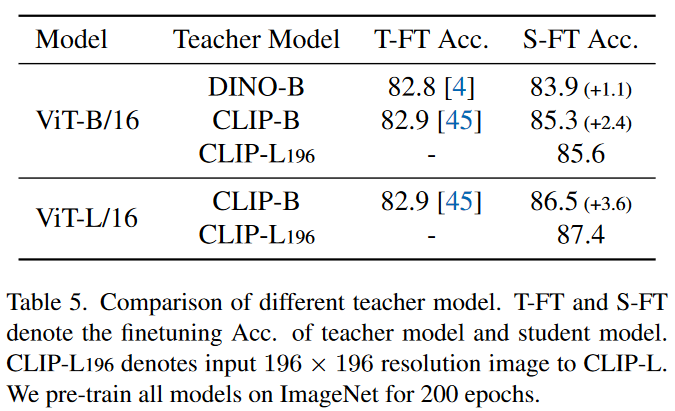 Model Teacher Model T-FT Acc. S-FT Acc.
DINO-B 82.8 [4] 83.9 (+1.1)
ViT-B/16 CLIP-B 82.9 [45] 85.3 (+2.4)
CLIP-L196 - 85.6
ViT-L/16 CLIP-B 82.9 [45] 86.5 (+3.6)
CLIP-L196 - 87.4
Table 5. Comparison of different teacher model. T-FT and S-FT
denote the finetuning Acc. of teacher model and student model.
CLIP-L196 denotes input 196 × 196 resolution image to CLIP-L.
We pre-train all models on ImageNet for 200 epochs.